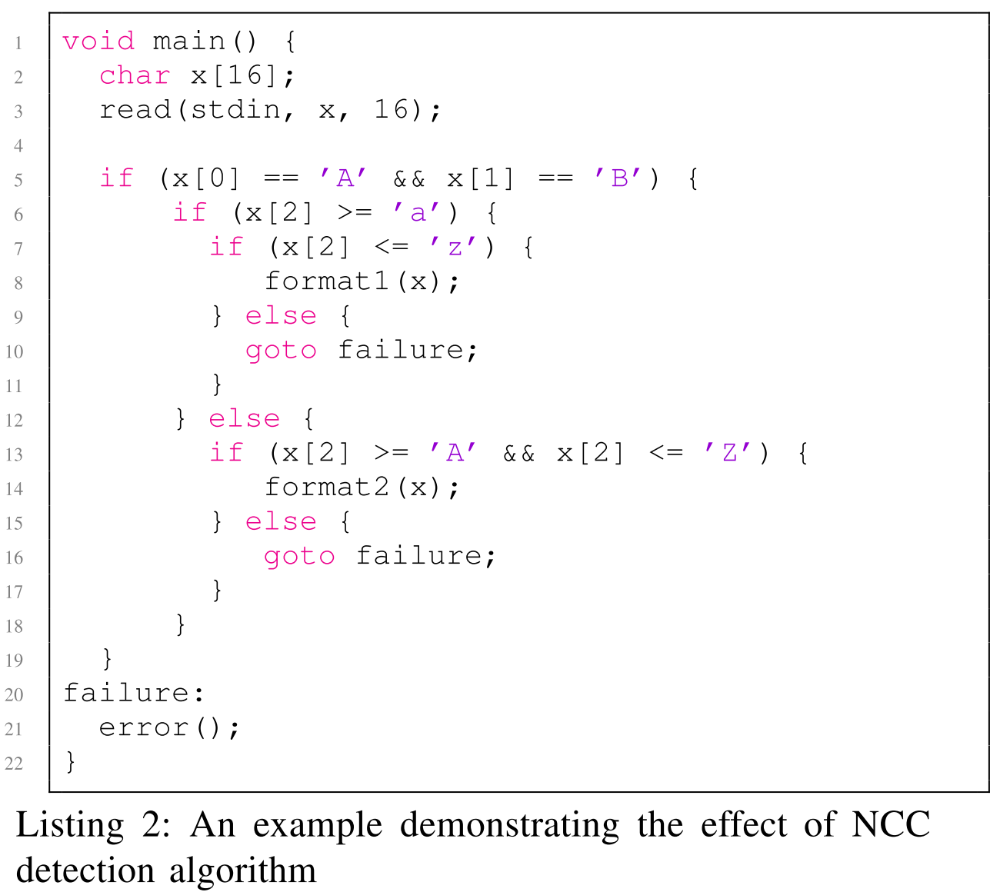 1 void main() {
2   char x[16];
3   read(stdin, x, 16);
4
5   if (x[0] == 'A' && x[1] == 'B') {
6       if (x[2] >= 'a') {
7         if (x[2] <= 'z') {
8            format1(x);
9         } else {
10           goto failure;
11        }
12      } else {
13        if (x[2] >= 'A' && x[2] <= 'Z') {
14           format2(x);
15        } else {
16           goto failure;
17        }
18      }
19  }
20 failure:
21   error();
22 }
Listing 2: An example demonstrating the effect of NCC
detection algorithm